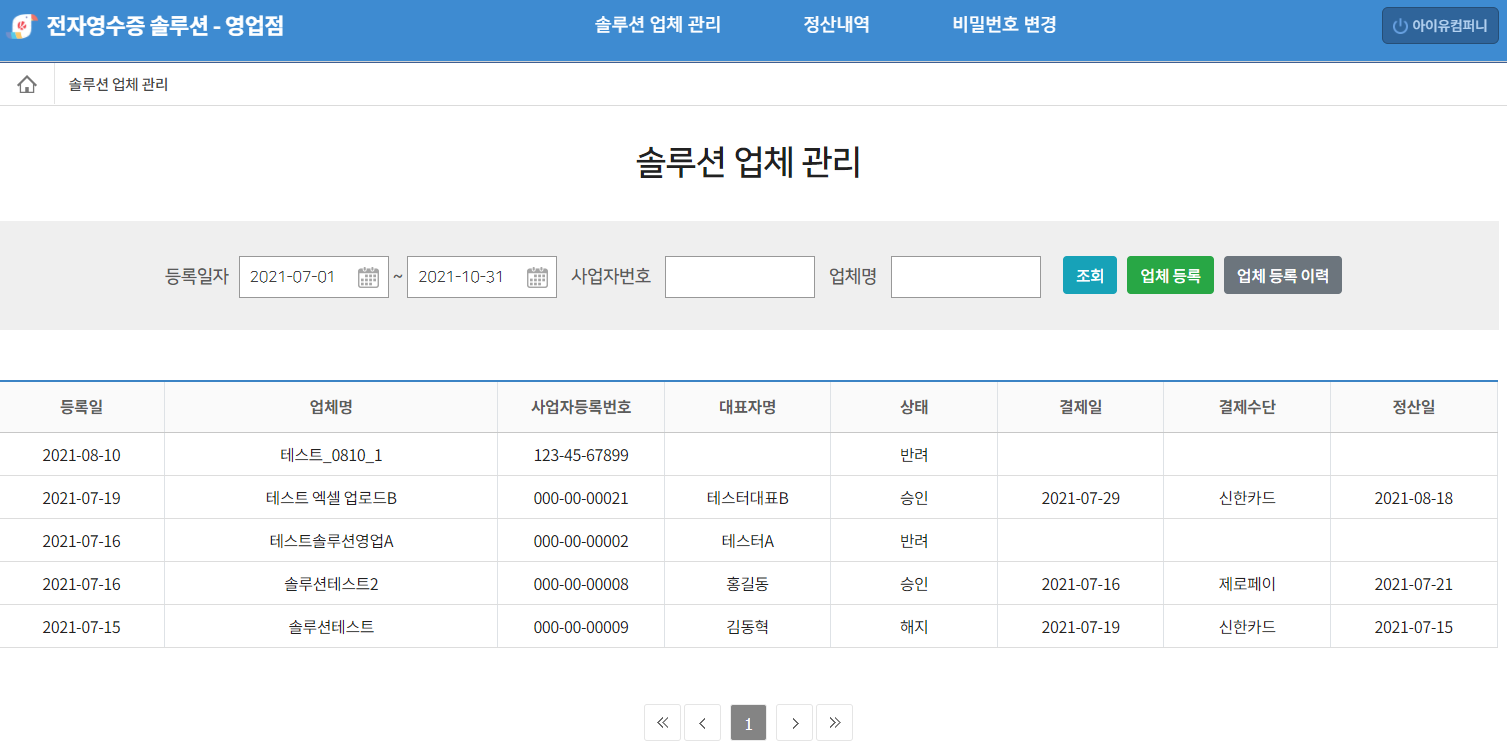 전자영수증 솔루션 - 영업점 솔루션 업체 관리 정산내역 비밀번호 변경 아이유컴퍼니
솔루션 업체 관리
솔루션 업체 관리
등록일자 2021-07-01 ~ 2021-10-31 사업자번호 업체명 조회 업체 등록 업체 등록 이력
등록일 업체명 사업자등록번호 대표자명 상태 결제일 결제수단 정산일
2021-08-10 테스트_0810_1 123-45-67899 반려
2021-07-19 테스트 엑셀 업로드B 000-00-00021 테스터대표B 승인 2021-07-29 신한카드 2021-08-18
2021-07-16 테스트솔루션영업A 000-00-00002 테스터A 반려
2021-07-16 솔루션테스트2 000-00-00008 홍길동 승인 2021-07-16 제로페이 2021-07-21
2021-07-15 솔루션테스트 000-00-00009 김동혁 해지 2021-07-19 신한카드 2021-07-15
1